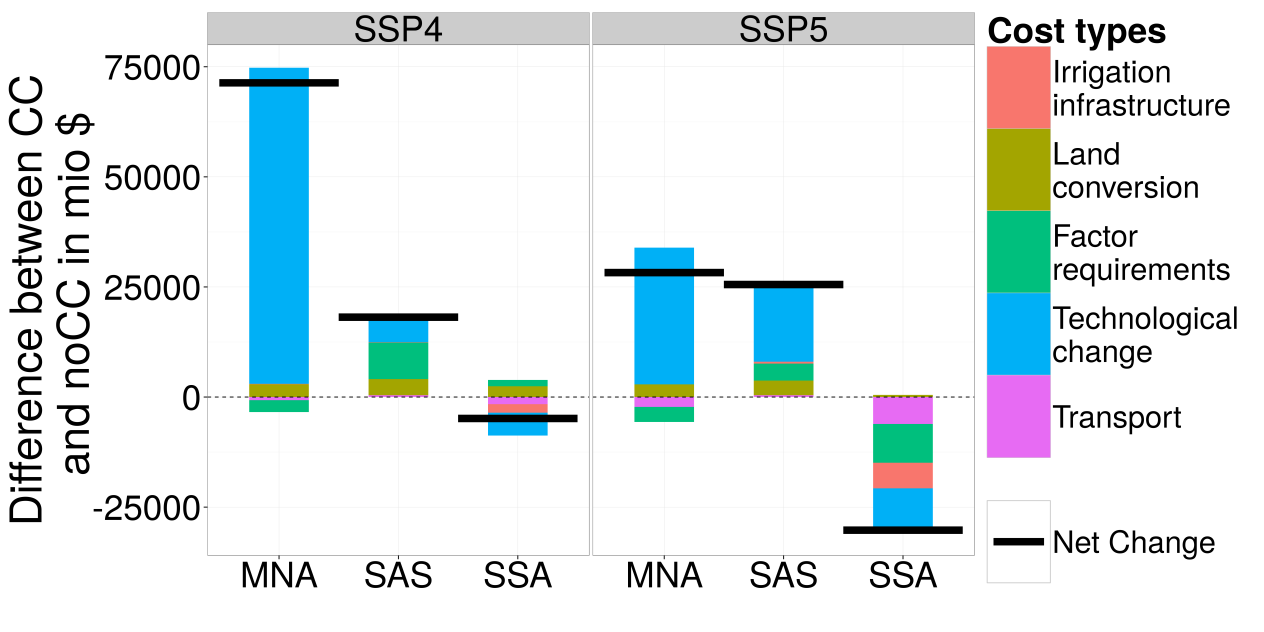 SSP4
SSP5
Difference between CC
and noCC in mio $
75000
50000
25000
0
-25000
MNA
SAS
SSA
MNA
SAS
SSA
Cost types
Irrigation
infrastructure
Land
conversion
Factor
requirements
Technological
change
Transport
Net Change